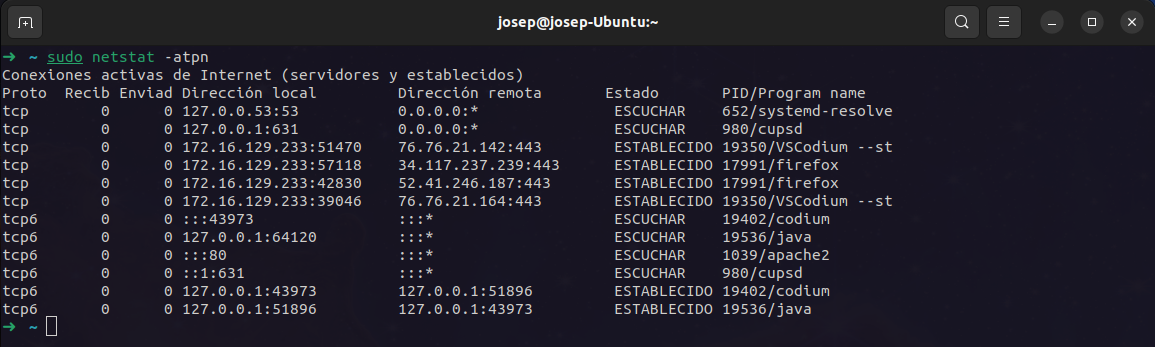 josep@josep-Ubuntu:~
➜ ~ sudo netstat -atpn
Conexiones activas de Internet (servidores y establecidos)
Proto Recib Enviad Dirección local Dirección remota Estado PID/Program name
tcp 0 0 127.0.0.53:53 0.0.0.0:* ESCUCHAR 652/systemd-resolve
tcp 0 0 127.0.0.1:631 0.0.0.0:* ESCUCHAR 980/cupsd
tcp 0 0 172.16.129.233:51470 76.76.21.142:443 ESTABLECIDO 19350/VSCodium --st
tcp 0 0 172.16.129.233:57118 34.117.237.239:443 ESTABLECIDO 17991/firefox
tcp 0 0 172.16.129.233:42830 52.41.246.187:443 ESTABLECIDO 17991/firefox
tcp 0 0 172.16.129.233:39046 76.76.21.164:443 ESTABLECIDO 19350/VSCodium --st
tcp6 0 0 :::43973 :::* ESCUCHAR 19402/codium
tcp6 0 0 127.0.0.1:64120 :::* ESCUCHAR 19536/java
tcp6 0 0 :::80 :::* ESCUCHAR 1039/apache2
tcp6 0 0 ::1:631 :::* ESCUCHAR 980/cupsd
tcp6 0 0 127.0.0.1:43973 127.0.0.1:51896 ESTABLECIDO 19402/codium
tcp6 0 0 127.0.0.1:51896 127.0.0.1:43973 ESTABLECIDO 19536/java
➜ ~